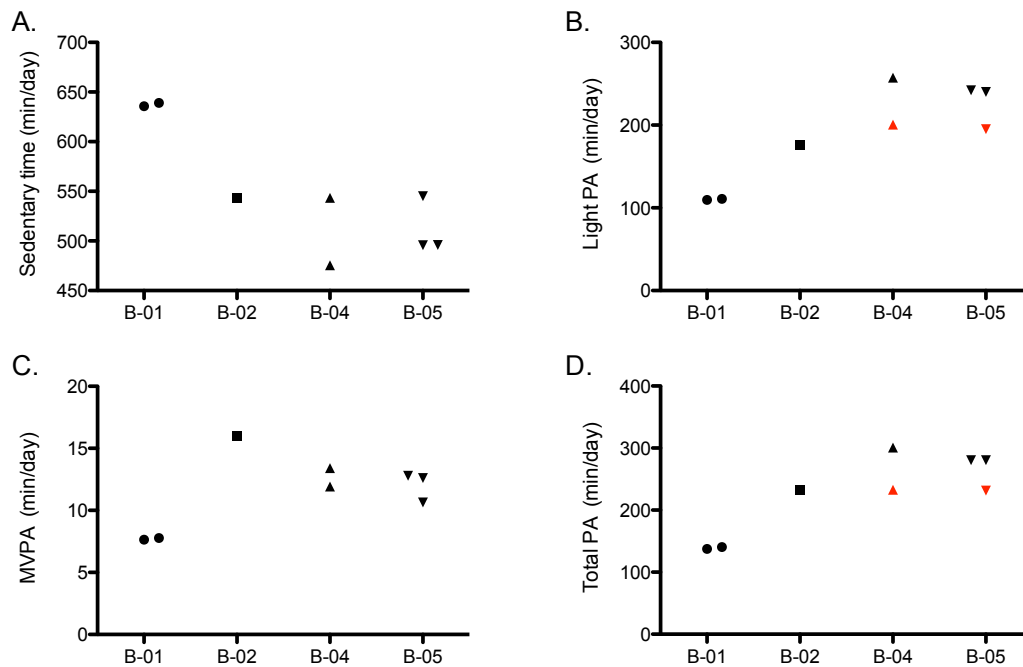 A.
Sedentary time (min/day)
700
650
600
550
500
450
B-01 B-02 B-04 B-05
B.
Light PA (min/day)
300
200
100
0
B-01 B-02 B-04 B-05
C.
MVPA (min/day)
20
15
10
5
0
B-01 B-02 B-04 B-05
D.
Total PA (min/day)
400
300
200
100
0
B-01 B-02 B-04 B-05